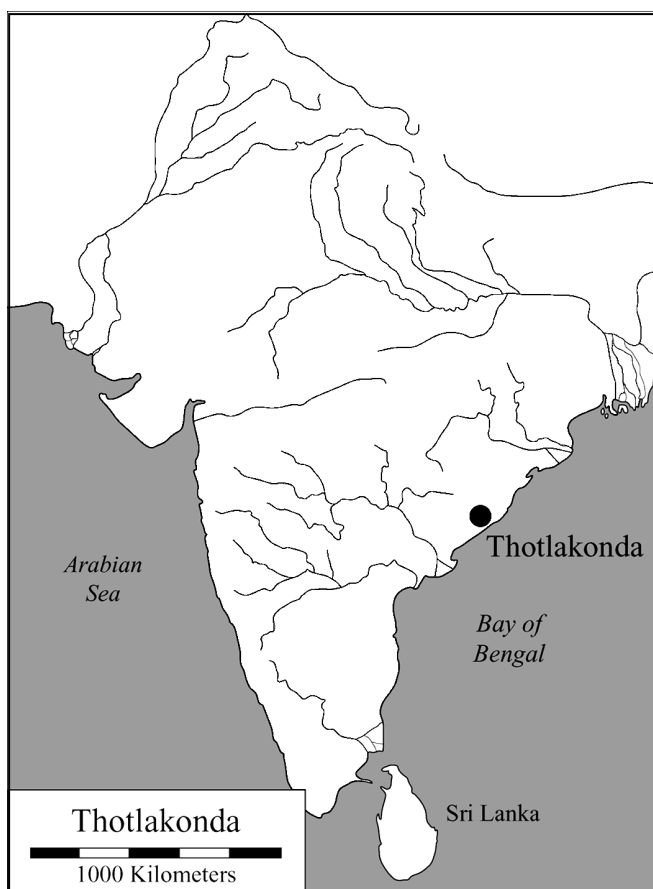 Thotlakonda
Arabian
Sea
Bay of
Bengal
Sri Lanka
Thotlakonda
1000 Kilometers